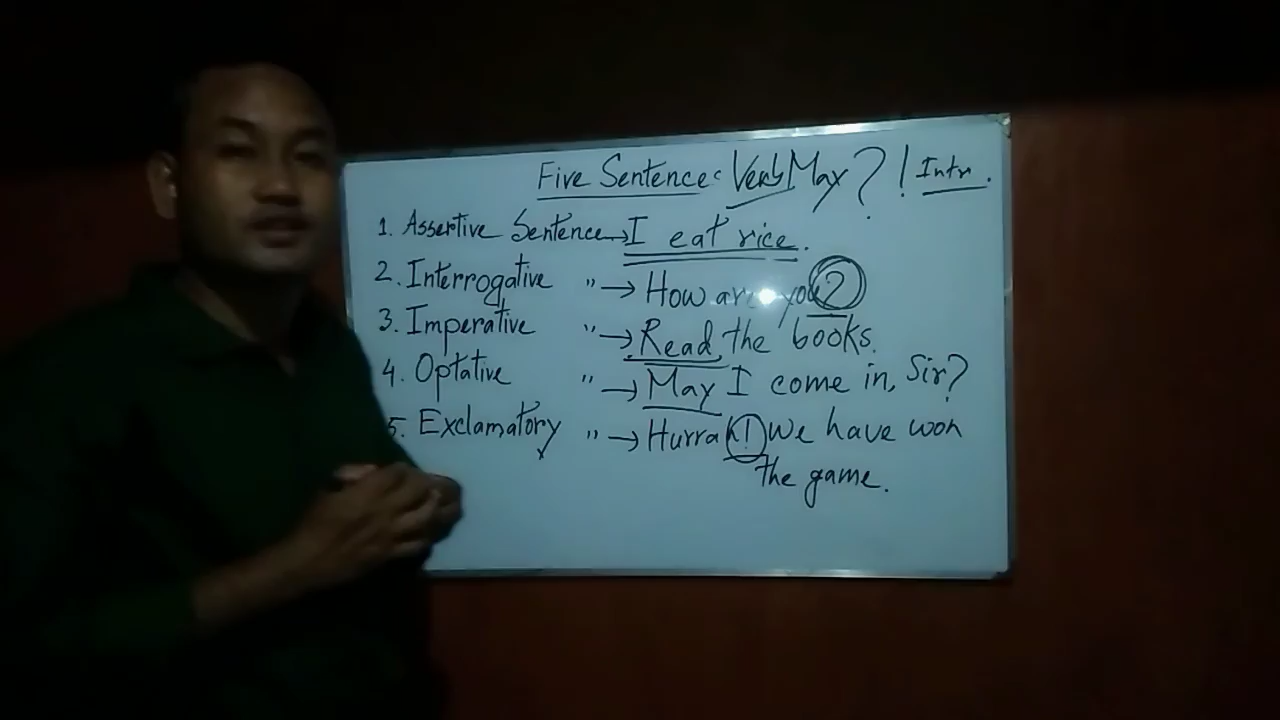 Five Sentence: Verb May ? ! Intr.
1. Assertive Sentence → I eat rice.
2. Interrogative " → How are you?
3. Imperative " → Read the books.
4. Optative " → May I come in, Sir?
5. Exclamatory " → Hurrah! We have won
the game.